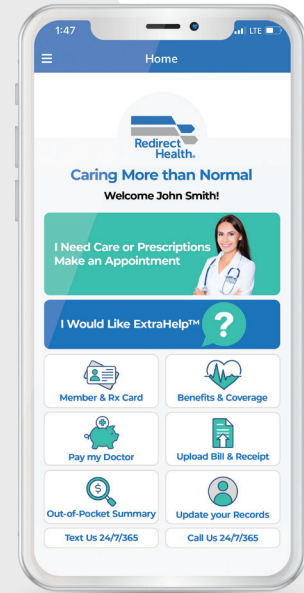 1:47
LTE
Home
Redirect
Health®
Caring More
than Normal
Welcome John Smith!
I Need Care or Prescriptions
Make an Appointment
I Would Like ExtraHelp™
?
Member & Rx Card
Benefits & Coverage
Pay my Doctor
Upload Bill & Receipt
Out-of-Pocket Summary
Update your Records
Text Us 24/7/365
Call Us 24/7/365